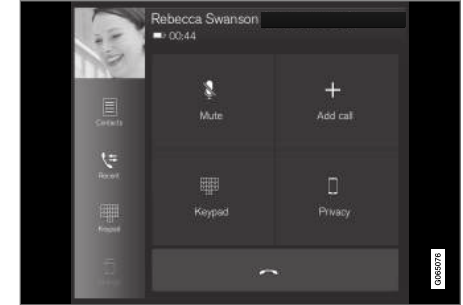 Rebecca Swanson
00:44
Mute
Add call
Contacts
Recent
Keypad
Privacy
Keypad
G065076